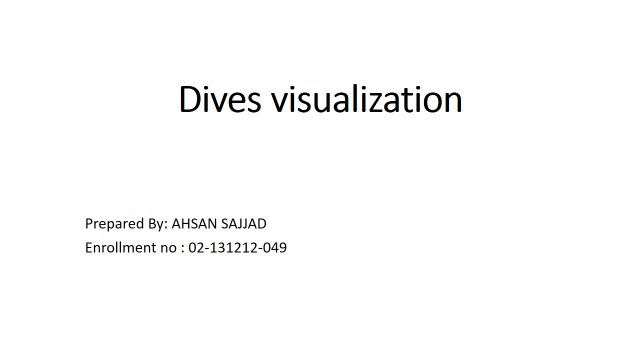 Dives visualization
Prepared By: AHSAN SAJJAD
Enrollment no : 02-131212-049